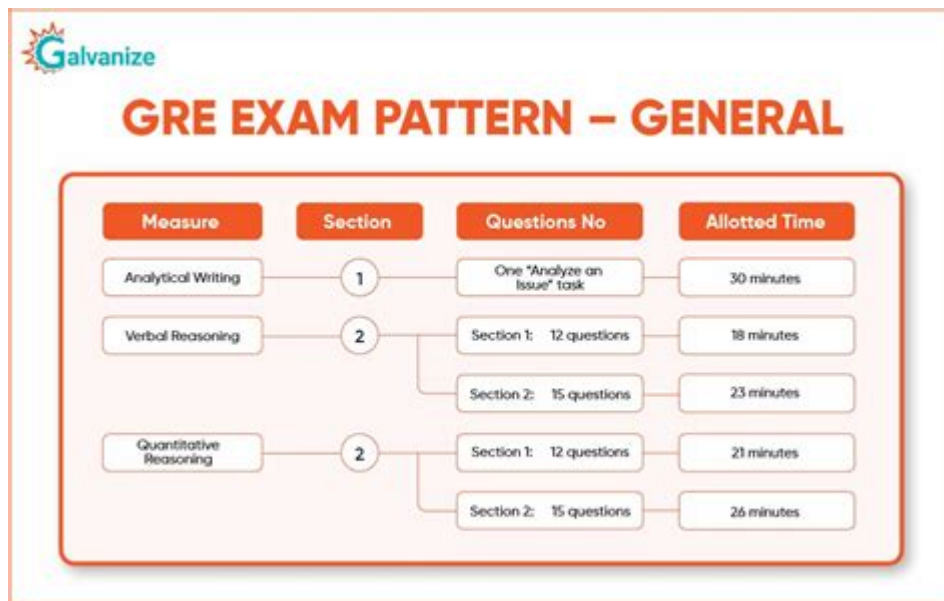 Galvanize
GRE EXAM PATTERN – GENERAL
Measure
Section
Questions No
Allotted Time
Analytical Writing
1
One "Analyze an
Issue" task
30 minutes
Verbal Reasoning
2
Section 1: 12 questions
18 minutes
Section 2: 15 questions
23 minutes
Quantitative
Reasoning
2
Section 1: 12 questions
21 minutes
Section 2: 15 questions
26 minutes